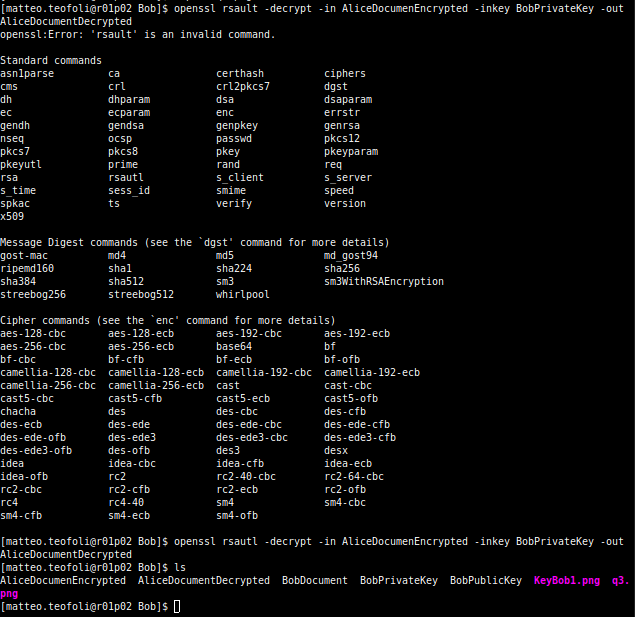 [matteo.teofoli@r01p02 Bob]$ openssl rsault -decrypt -in AliceDocumenEncrypted -inkey BobPrivateKey -out
AliceDocumentDecrypted
openssl:Error: 'rsault' is an invalid command.
Standard commands
asn1parse ca certhash ciphers
cms crl crl2pkcs7 dgst
dh dhparam dsa dsaparam
ec ecparam enc errstr
gendh gendsa genpkey genrsa
nseq ocsp passwd pkcs12
pkcs7 pkcs8 pkey pkeyparam
pkeyutl prime rand req
rsa rsautl s_client s_server
s_time sess_id smime speed
spkac ts verify version
x509
Message Digest commands (see the `dgst' command for more details)
gost-mac md4 md5 md_gost94
ripemd160 sha1 sha224 sha256
sha384 sha512 sm3 sm3WithRSAEncryption
streebog256 streebog512 whirlpool
Cipher commands (see the `enc' command for more details)
aes-128-cbc aes-128-ecb aes-192-cbc aes-192-ecb
aes-256-cbc aes-256-ecb base64 bf
bf-cbc bf-cfb bf-ecb bf-ofb
camellia-128-cbc camellia-128-ecb camellia-192-cbc camellia-192-ecb
camellia-256-cbc camellia-256-ecb cast cast-cbc
cast5-cbc cast5-cfb cast5-ecb cast5-ofb
chacha des des-cbc des-cfb
des-ecb des-ede des-ede-cbc des-ede-cfb
des-ede-ofb des-ede3 des-ede3-cbc des-ede3-cfb
des-ede3-ofb des-ofb des3 desx
idea idea-cbc idea-cfb idea-ecb
idea-ofb rc2 rc2-40-cbc rc2-64-cbc
rc2-cbc rc2-cfb rc2-ecb rc2-ofb
rc4 rc4-40 sm4 sm4-cbc
sm4-cfb sm4-ecb sm4-ofb
[matteo.teofoli@r01p02 Bob]$ openssl rsautl -decrypt -in AliceDocumenEncrypted -inkey BobPrivateKey -out
AliceDocumentDecrypted
[matteo.teofoli@r01p02 Bob]$ ls
AliceDocumenEncrypted AliceDocumentDecrypted BobDocument BobPrivateKey BobPublicKey KeyBob1.png q3.
png
[matteo.teofoli@r01p02 Bob]$